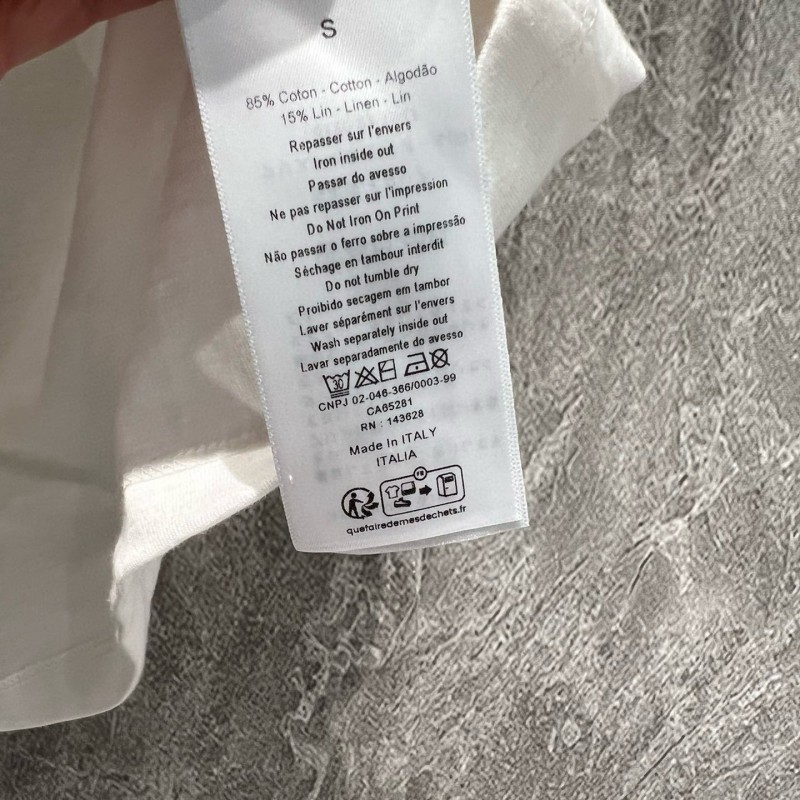 S
85% Coton - Cotton - Algodão
15% Lin - Linen - Lin
Repasser sur l'envers
Iron inside out
Passar do avesso
Ne pas repasser sur l'impression
Do Not Iron On Print
Não passar o ferro sobre a impressão
Séchage en tambour interdit
Do not tumble dry
Proibido secagem em tambor
Laver séparément sur l'envers
Wash separately inside out
Lavar separadamente do avesso
30
CNPJ 02-046-366/0003-99
CA65281
RN : 143628
Made In ITALY
ITALIA
FR
quefairedemesdechets.fr